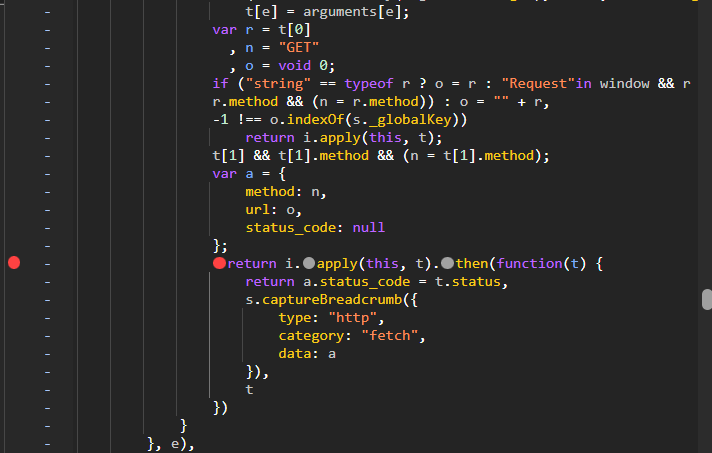 t[e] = arguments[e];
var r = t[0]
, n = "GET"
, o = void 0;
if ("string" == typeof r ? o = r : "Request"in window && r
r.method && (n = r.method)) : o = "" + r,
-1 !== o.indexOf(s._globalKey))
return i.apply(this, t);
t[1] && t[1].method && (n = t[1].method);
var a = {
method: n,
url: o,
status_code: null
};
return i.apply(this, t).then(function(t) {
return a.status_code = t.status,
s.captureBreadcrumb({
type: "http",
category: "fetch",
data: a
}),
t
})
}
}, e),